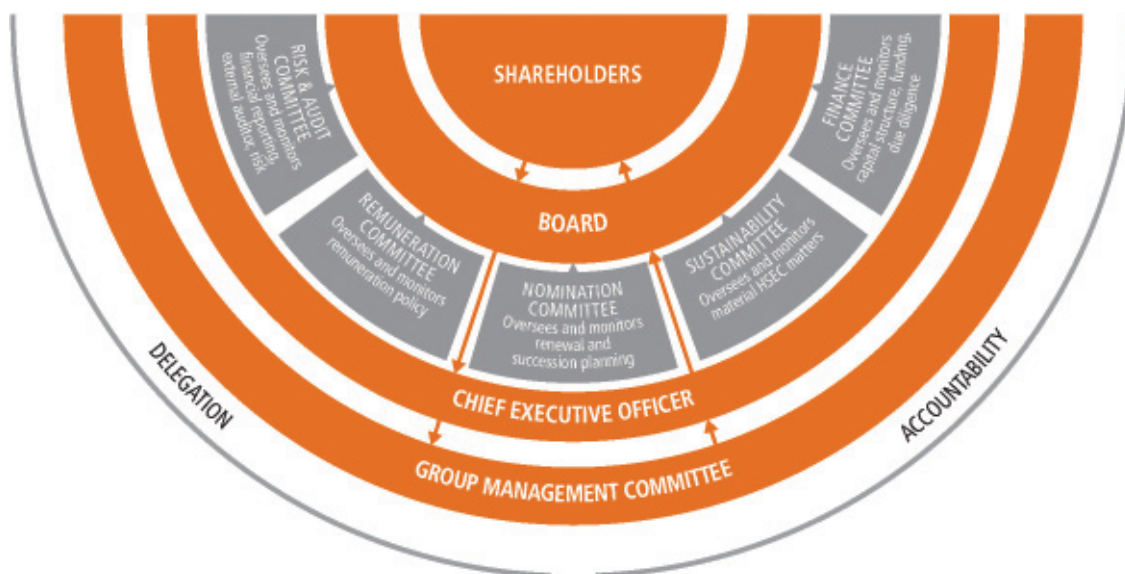 SHAREHOLDERS
BOARD
RISK & AUDIT
COMMITTEE
Oversees and monitors
financial reporting,
external auditor, risk
REMUNERATION
COMMITTEE
Oversees and monitors
remuneration policy
NOMINATION
COMMITTEE
Oversees and monitors
renewal and
succession planning
SUSTAINABILITY
COMMITTEE
Oversees and monitors
material HSEC matters
FINANCE
COMMITTEE
Oversees and monitors
capital structure, funding,
due diligence
CHIEF EXECUTIVE OFFICER
GROUP MANAGEMENT COMMITTEE
DELEGATION
ACCOUNTABILITY